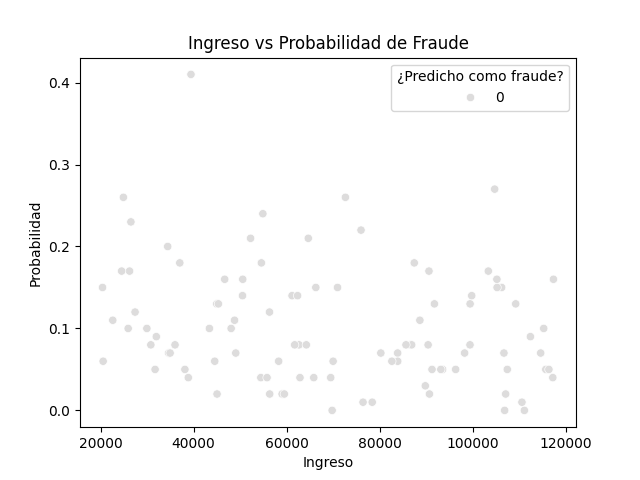 Ingreso vs Probabilidad de Fraude
¿Predicho como fraude?
0
0.4
0.3
0.2
0.1
0.0
Probabilidad
20000 40000 60000 80000 100000 120000
Ingreso